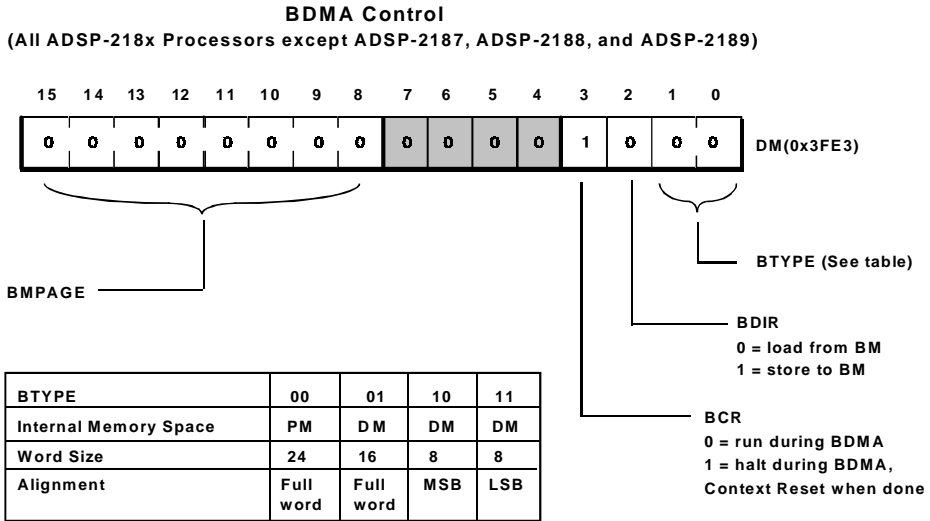 BDMA Control
(All ADSP-218x Processors except ADSP-2187, ADSP-2188, and ADSP-2189)
15 14 13 12 11 10 9 8 7 6 5 4 3 2 1 0
0 0 0 0 0 0 0 0 0 0 0 0 1 0 0 0 DM(0x3FE3)
BTYPE (See table)
BMPAGE
BDIR
0 = load from BM
1 = store to BM
BCR
0 = run during BDMA
1 = halt during BDMA,
Context Reset when done
BTYPE 00 01 10 11
Internal Memory Space PM DM DM DM
Word Size 24 16 8 8
Alignment Full Full MSB LSB
word word